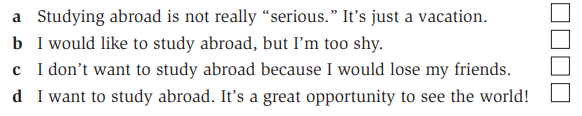 a Studying abroad is not really “serious.” It’s just a vacation.
b I would like to study abroad, but I’m too shy.
c I don’t want to study abroad because I would lose my friends.
d I want to study abroad. It’s a great opportunity to see the world!